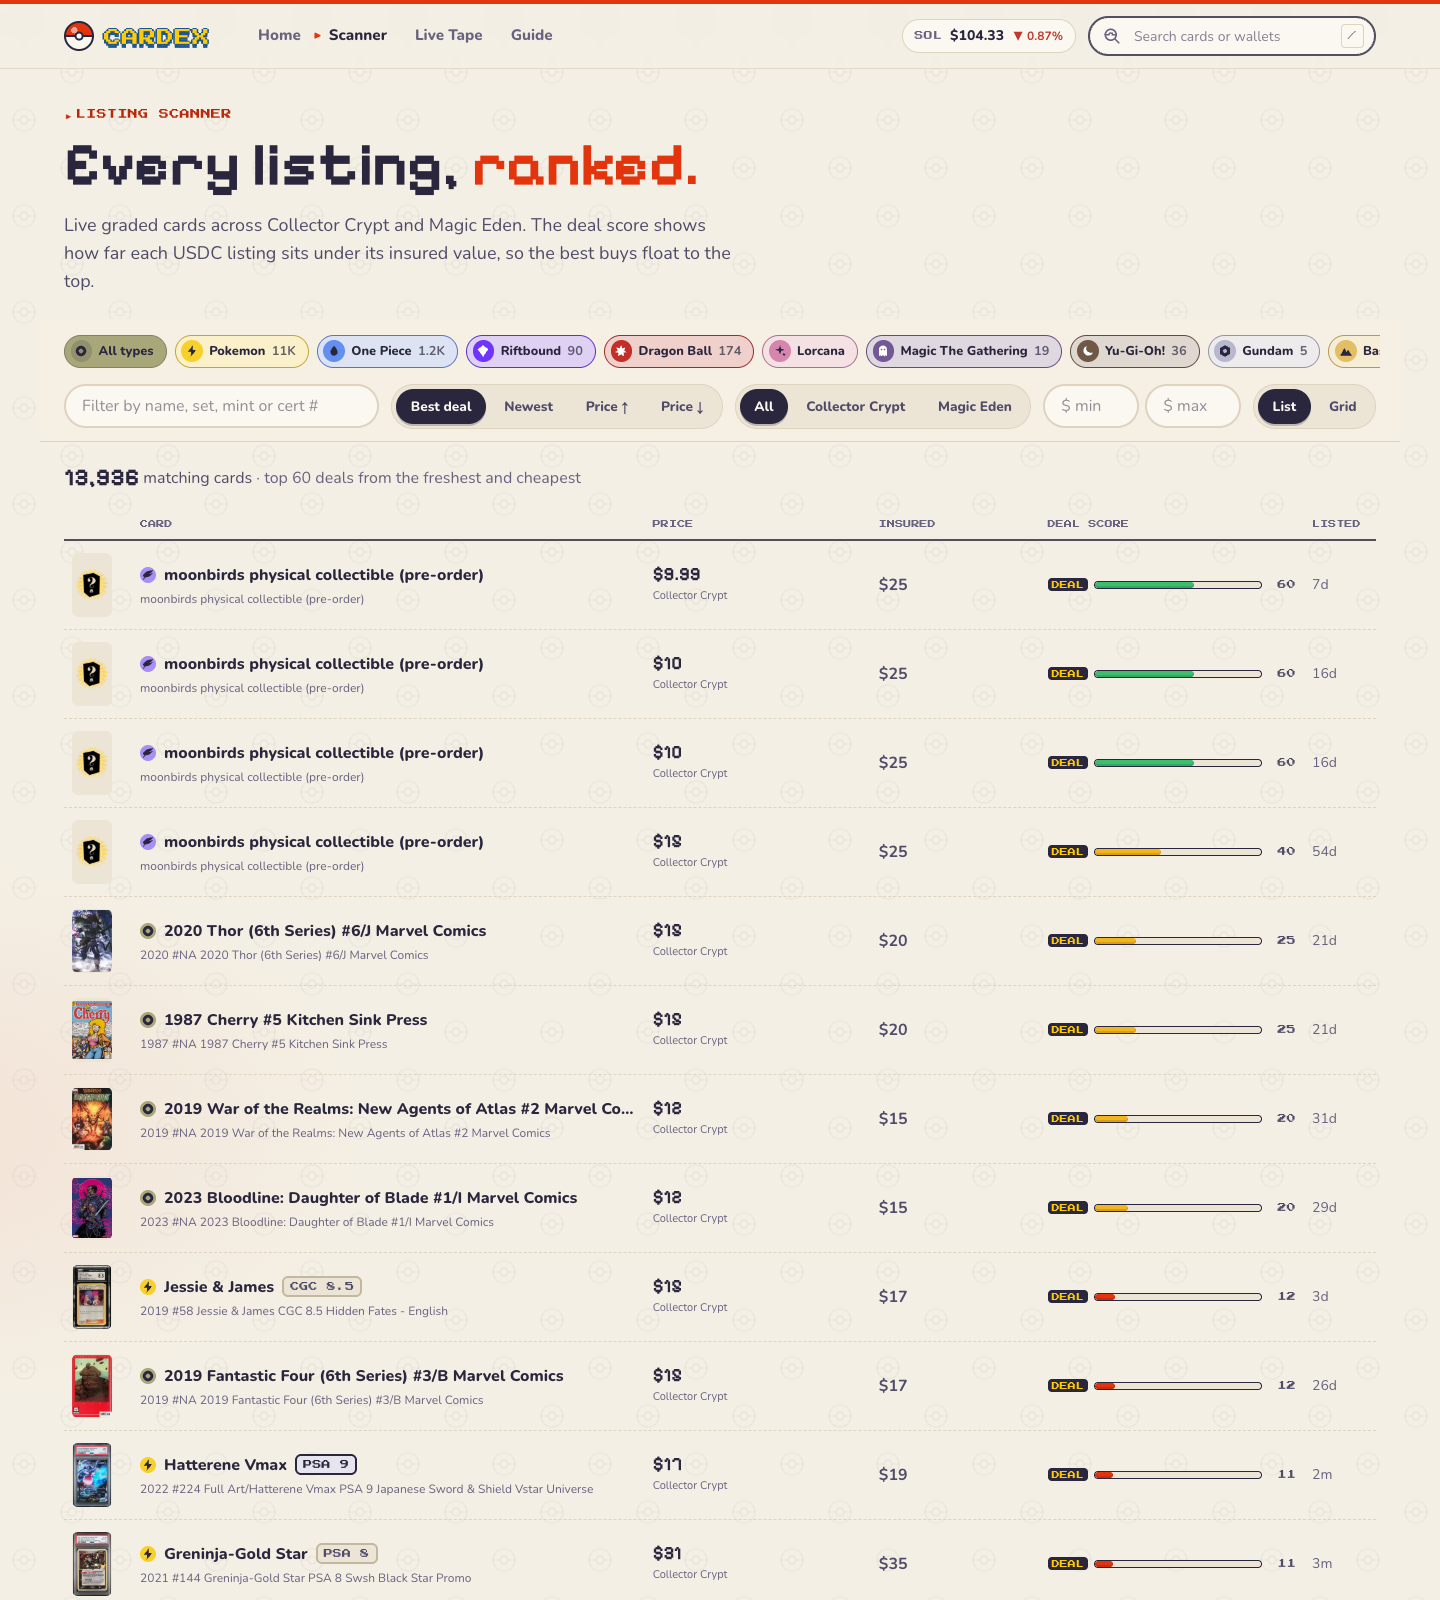 CARDEX
Home ▸ Scanner Live Tape Guide
SOL $104.33 ▼ 0.87%
Search cards or wallets /
▸ LISTING SCANNER
Every listing, ranked.
Live graded cards across Collector Crypt and Magic Eden. The deal score shows
how far each USDC listing sits under its insured value, so the best buys float to the
top.
All types Pokemon 11K One Piece 1.2K Riftbound 90 Dragon Ball 174 Lorcana Magic The Gathering 19 Yu-Gi-Oh! 36 Gundam 5 Ba
Filter by name, set, mint or cert # Best deal Newest Price ↑ Price ↓ All Collector Crypt Magic Eden $ min $ max List Grid
13,936 matching cards · top 60 deals from the freshest and cheapest
CARD PRICE INSURED DEAL SCORE LISTED
moonbirds physical collectible (pre-order) $9.99 $25 DEAL 60 7d
moonbirds physical collectible (pre-order) Collector Crypt
moonbirds physical collectible (pre-order) $10 $25 DEAL 60 16d
moonbirds physical collectible (pre-order) Collector Crypt
moonbirds physical collectible (pre-order) $10 $25 DEAL 60 16d
moonbirds physical collectible (pre-order) Collector Crypt
moonbirds physical collectible (pre-order) $15 $25 DEAL 40 54d
moonbirds physical collectible (pre-order) Collector Crypt
2020 Thor (6th Series) #6/J Marvel Comics $15 $20 DEAL 25 21d
2020 #NA 2020 Thor (6th Series) #6/J Marvel Comics Collector Crypt
1987 Cherry #5 Kitchen Sink Press $15 $20 DEAL 25 21d
1987 #NA 1987 Cherry #5 Kitchen Sink Press Collector Crypt
2019 War of the Realms: New Agents of Atlas #2 Marvel Co... $12 $15 DEAL 20 31d
2019 #NA 2019 War of the Realms: New Agents of Atlas #2 Marvel Comics Collector Crypt
2023 Bloodline: Daughter of Blade #1/I Marvel Comics $12 $15 DEAL 20 29d
2023 #NA 2023 Bloodline: Daughter of Blade #1/I Marvel Comics Collector Crypt
Jessie & James CGC 8.5 $15 $17 DEAL 12 3d
2019 #58 Jessie & James CGC 8.5 Hidden Fates - English Collector Crypt
2019 Fantastic Four (6th Series) #3/B Marvel Comics $15 $17 DEAL 12 26d
2019 #NA 2019 Fantastic Four (6th Series) #3/B Marvel Comics Collector Crypt
Hatterene Vmax PSA 9 $17 $19 DEAL 11 2m
2022 #224 Full Art/Hatterene Vmax PSA 9 Japanese Sword & Shield Vstar Universe Collector Crypt
Greninja-Gold Star PSA 8 $31 $35 DEAL 11 3m
2021 #144 Greninja-Gold Star PSA 8 Swsh Black Star Promo Collector Crypt